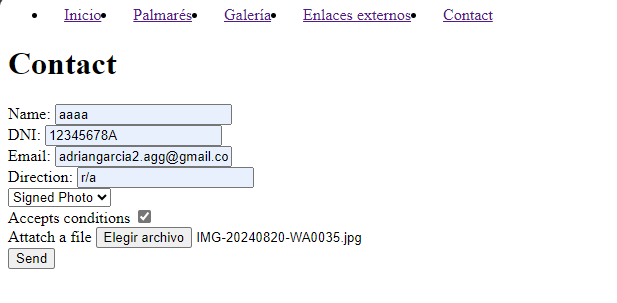 Inicio Palmarés Galería Enlaces externos Contact
Contact
Name: aaaa
DNI: 12345678A
Email: adriangarcia2.agg@gmail.co
Direction: r/a
Signed Photo
Accepts conditions
Attatch a file Elegir archivo IMG-20240820-WA0035.jpg
Send